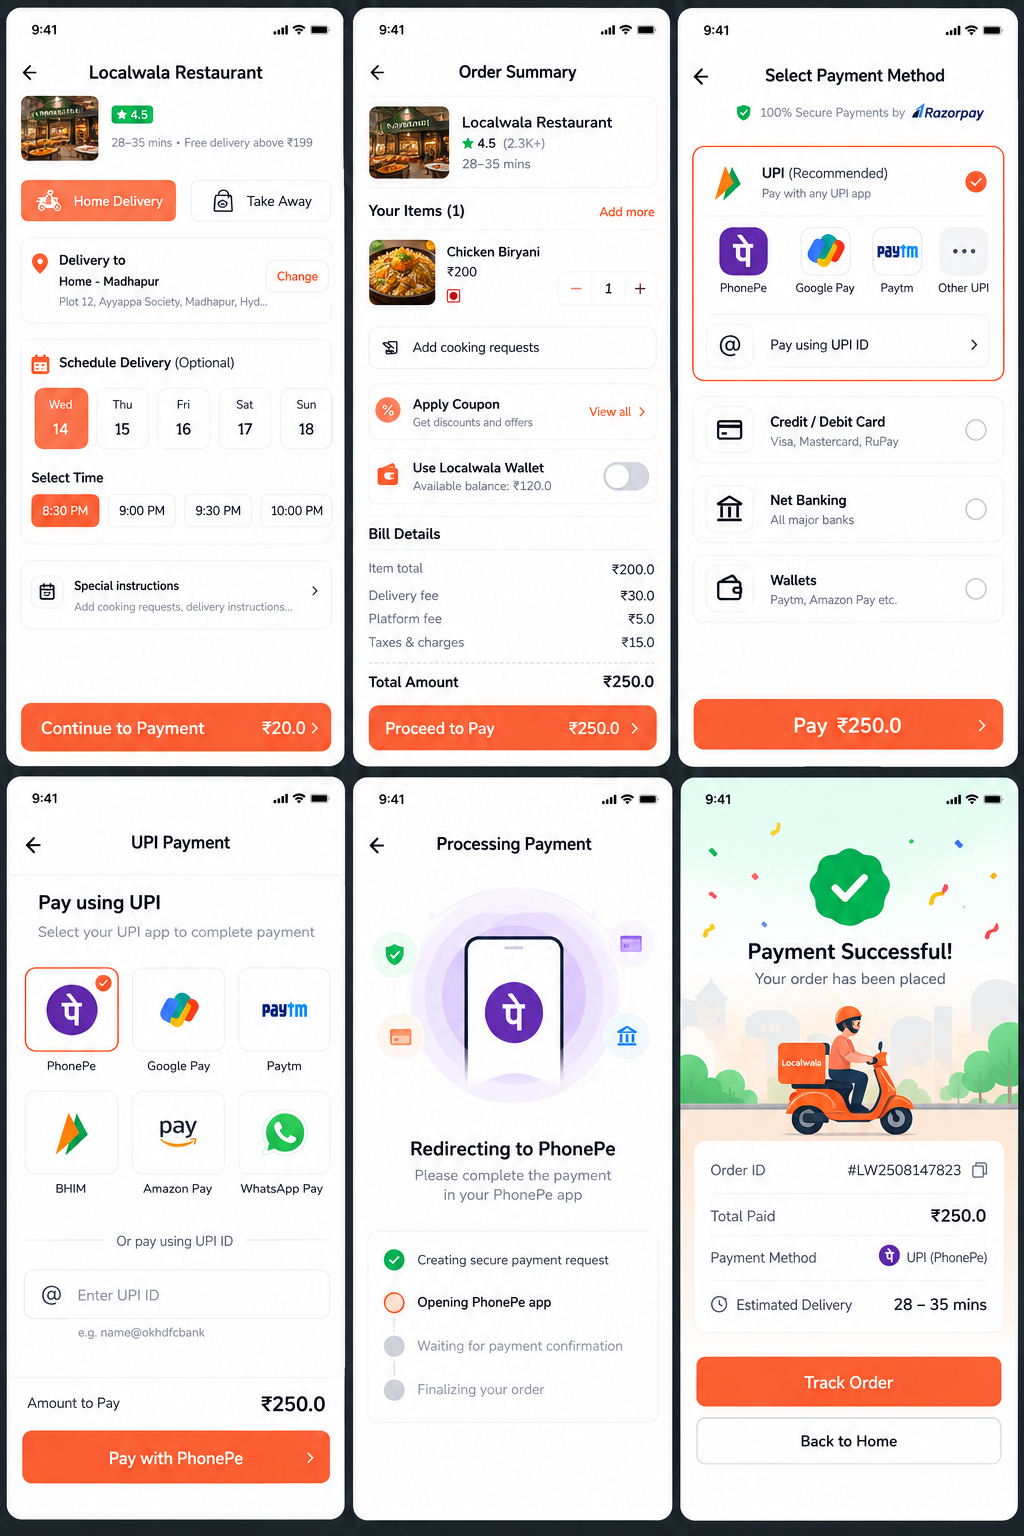 9:41
Localwala Restaurant
★ 4.5
28–35 mins • Free delivery above ₹199
Home Delivery
Take Away
Delivery to
Home - Madhapur
Plot 12, Ayyappa Society, Madhapur, Hyd...
Change
Schedule Delivery (Optional)
Wed Thu Fri Sat Sun
14 15 16 17 18
Select Time
8:30 PM 9:00 PM 9:30 PM 10:00 PM
Special instructions
Add cooking requests, delivery instructions...
Continue to Payment ₹20.0
9:41
Order Summary
Localwala Restaurant
★ 4.5 (2.3K+)
28–35 mins
Your Items (1) Add more
Chicken Biryani
₹200
− 1 +
Add cooking requests
Apply Coupon
Get discounts and offers
View all
Use Localwala Wallet
Available balance: ₹120.0
Bill Details
Item total ₹200.0
Delivery fee ₹30.0
Platform fee ₹5.0
Taxes & charges ₹15.0
Total Amount ₹250.0
Proceed to Pay ₹250.0
9:41
Select Payment Method
100% Secure Payments by Razorpay
UPI (Recommended)
Pay with any UPI app
पे
paytm
PhonePe Google Pay Paytm Other UPI
@ Pay using UPI ID
Credit / Debit Card
Visa, Mastercard, RuPay
Net Banking
All major banks
Wallets
Paytm, Amazon Pay etc.
Pay ₹250.0
9:41
UPI Payment
Pay using UPI
Select your UPI app to complete payment
पे
paytm
PhonePe Google Pay Paytm
pay
BHIM Amazon Pay WhatsApp Pay
Or pay using UPI ID
@ Enter UPI ID
e.g. name@okhdfcbank
Amount to Pay ₹250.0
Pay with PhonePe
9:41
Processing Payment
पे
Redirecting to PhonePe
Please complete the payment
in your PhonePe app
Creating secure payment request
Opening PhonePe app
Waiting for payment confirmation
Finalizing your order
9:41
Payment Successful!
Your order has been placed
Localwala
Order ID #LW2508147823
Total Paid ₹250.0
Payment Method पे UPI (PhonePe)
Estimated Delivery 28 – 35 mins
Track Order
Back to Home